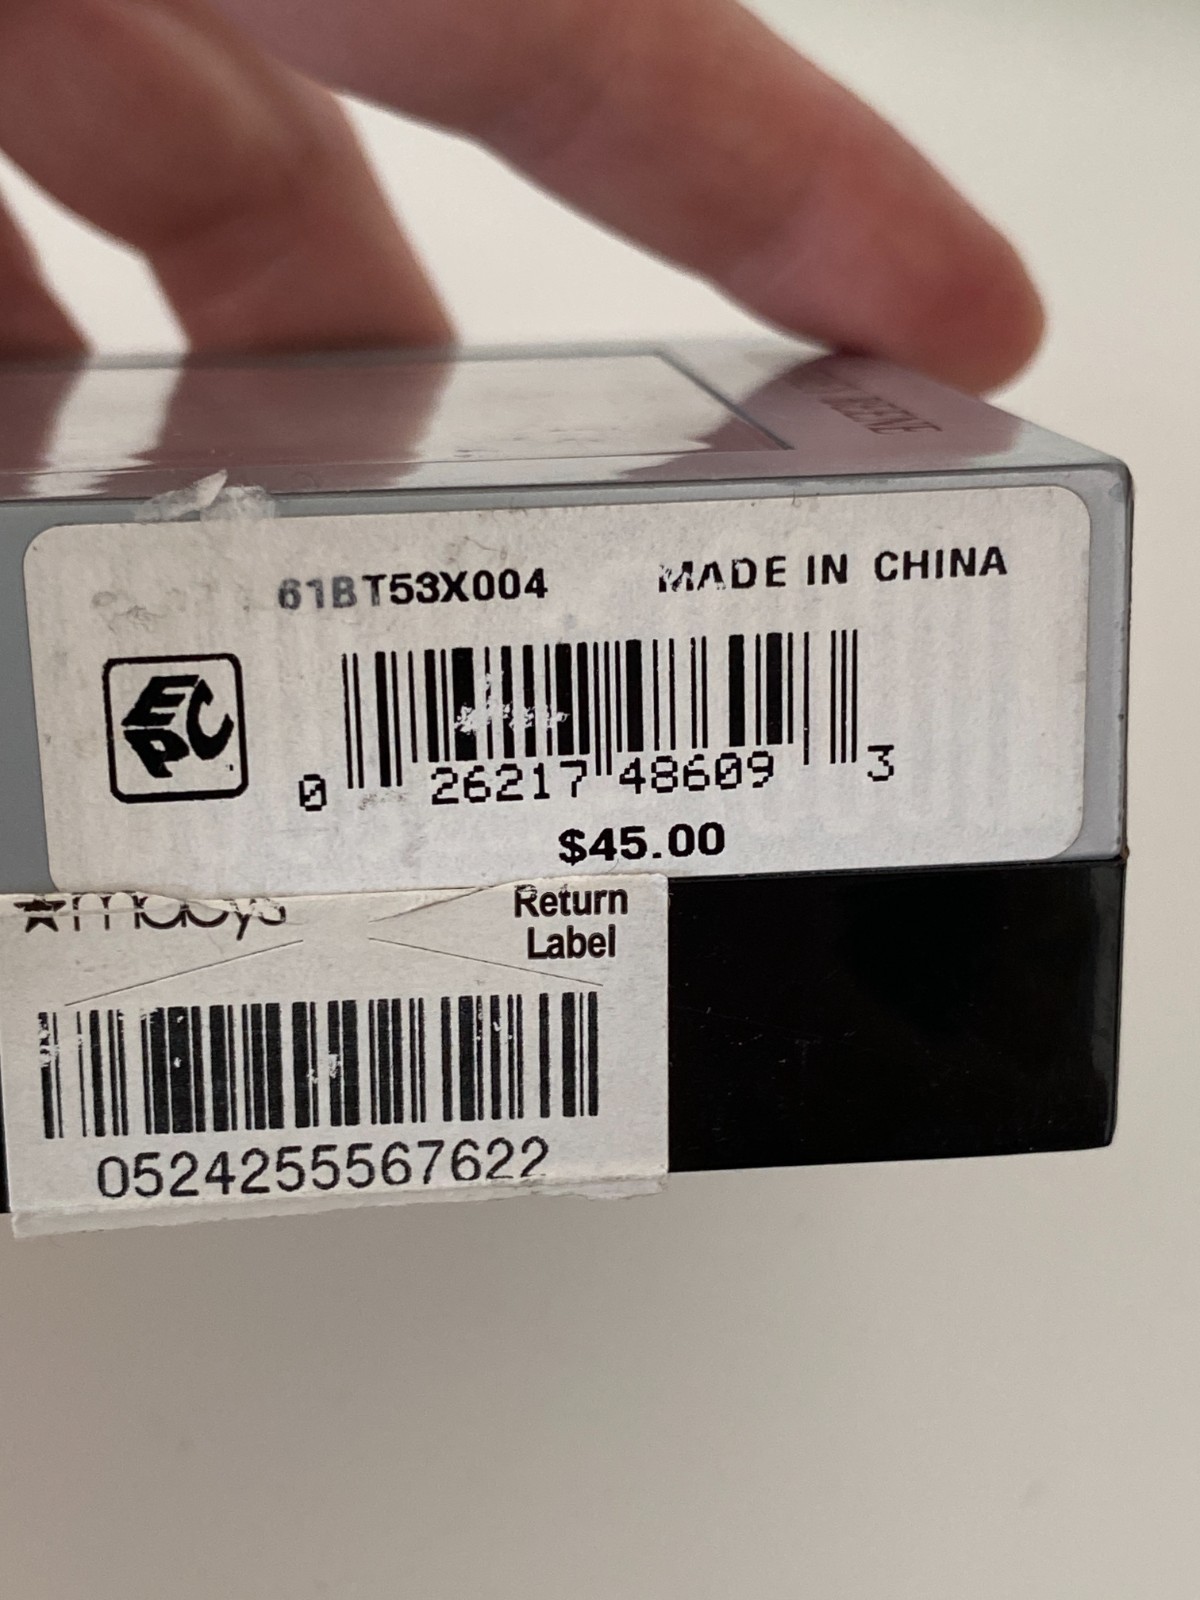 61BT53X004 MADE IN CHINA
EPC
0 26217 48609 3
$45.00
★macys Return
Label
0524255567622